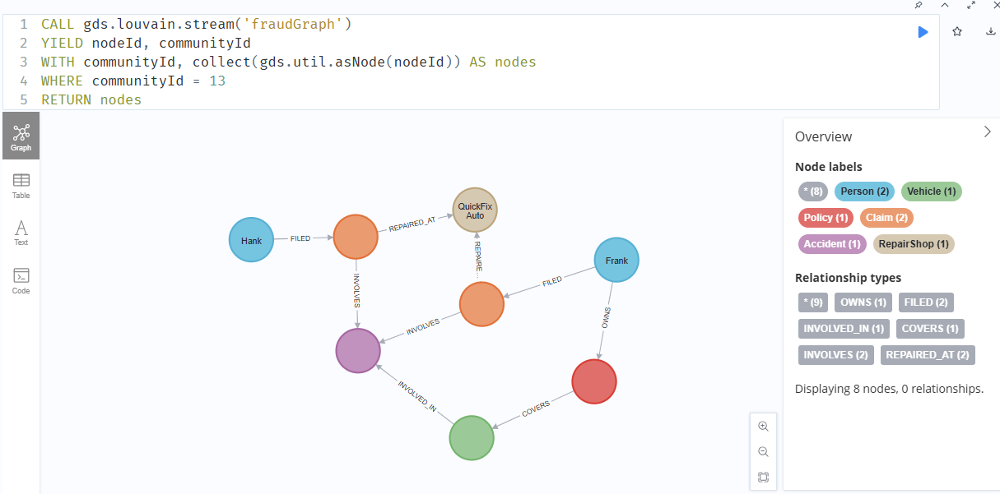 1 CALL gds.louvain.stream('fraudGraph')
2 YIELD nodeId, communityId
3 WITH communityId, collect(gds.util.asNode(nodeId)) AS nodes
4 WHERE communityId = 13
5 RETURN nodes
Graph
Table
Text
Code
Hank
FILED
REPAIRED_AT
QuickFix
Auto
REPAIRE...
INVOLVES
Frank
FILED
INVOLVES
OWNS
INVOLVED_IN
COVERS
Overview
Node labels
* (8) Person (2) Vehicle (1)
Policy (1) Claim (2)
Accident (1) RepairShop (1)
Relationship types
* (9) OWNS (1) FILED (2)
INVOLVED_IN (1) COVERS (1)
INVOLVES (2) REPAIRED_AT (2)
Displaying 8 nodes, 0 relationships.